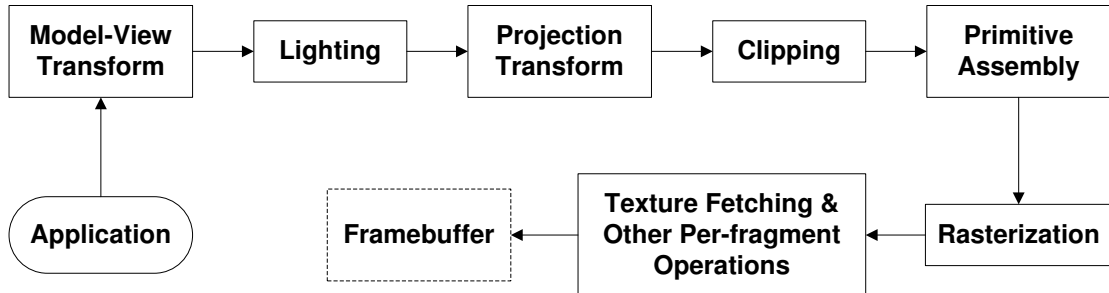 Model-View
Transform
Lighting
Projection
Transform
Clipping
Primitive
Assembly
Application
Framebuffer
Texture Fetching &
Other Per-fragment
Operations
Rasterization